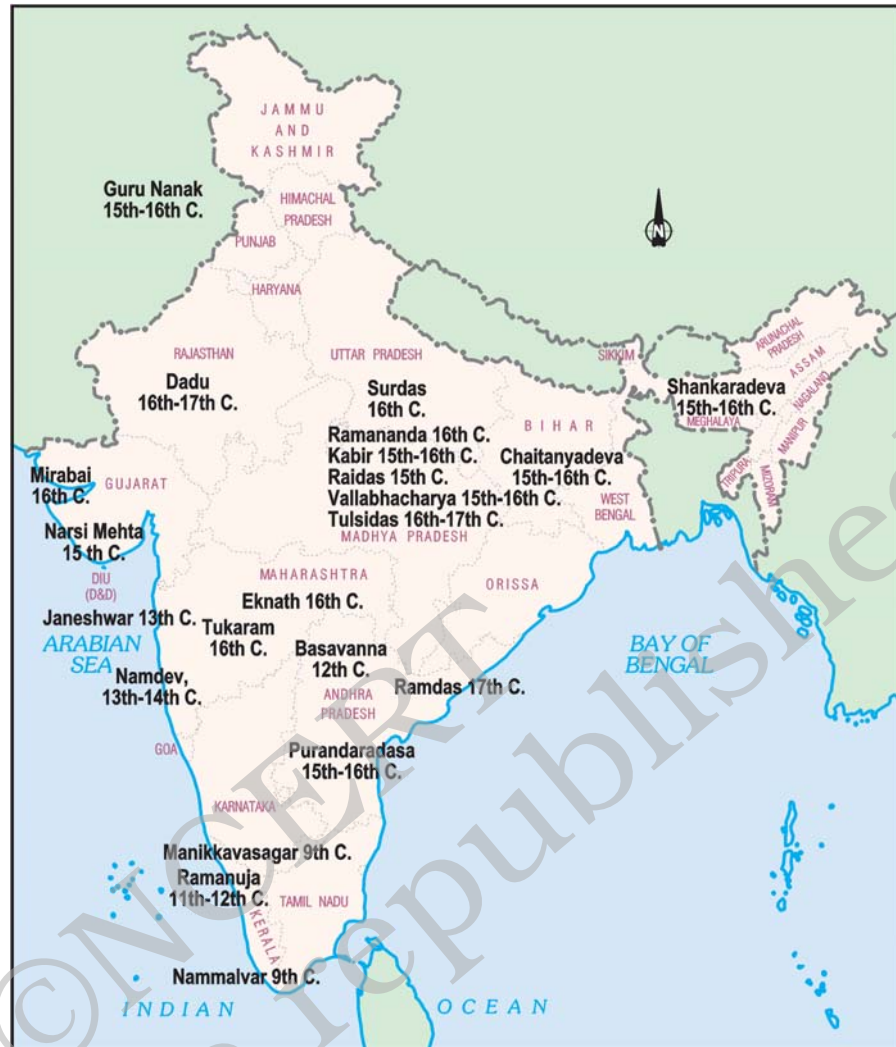 JAMMU
AND
KASHMIR
Guru Nanak
15th-16th C.
HIMACHAL
PRADESH
PUNJAB
N
HARYANA
ARUNACHAL
PRADESH
RAJASTHAN
UTTAR PRADESH
SIKKIM
ASSAM
NAGALAND
Dadu
16th-17th C.
Surdas
16th C.
Shankaradeva
15th-16th C.
MEGHALAYA
MANIPUR
BIHAR
Ramananda 16th C.
Kabir 15th-16th C.
Raidas 15th C.
Vallabhacharya 15th-16th C.
Tulsidas 16th-17th C.
Chaitanyadeva
15th-16th C.
TRIPURA
MIZORAM
Mirabai
16th C.
GUJARAT
WEST
BENGAL
Narsi Mehta
15 th C.
MADHYA PRADESH
DIU
(D&D)
MAHARASHTRA
ORISSA
Eknath 16th C.
Janeshwar 13th C.
ARABIAN
SEA
Tukaram
16th C.
Basavanna
12th C.
BAY OF
BENGAL
Namdev,
13th-14th C.
Ramdas 17th C.
ANDHRA
PRADESH
GOA
Purandaradasa
15th-16th C.
KARNATAKA
Manikkavasagar 9th C.
Ramanuja
11th-12th C.
TAMIL NADU
KERALA
Nammalvar 9th C.
INDIAN OCEAN
©NCERT
republished